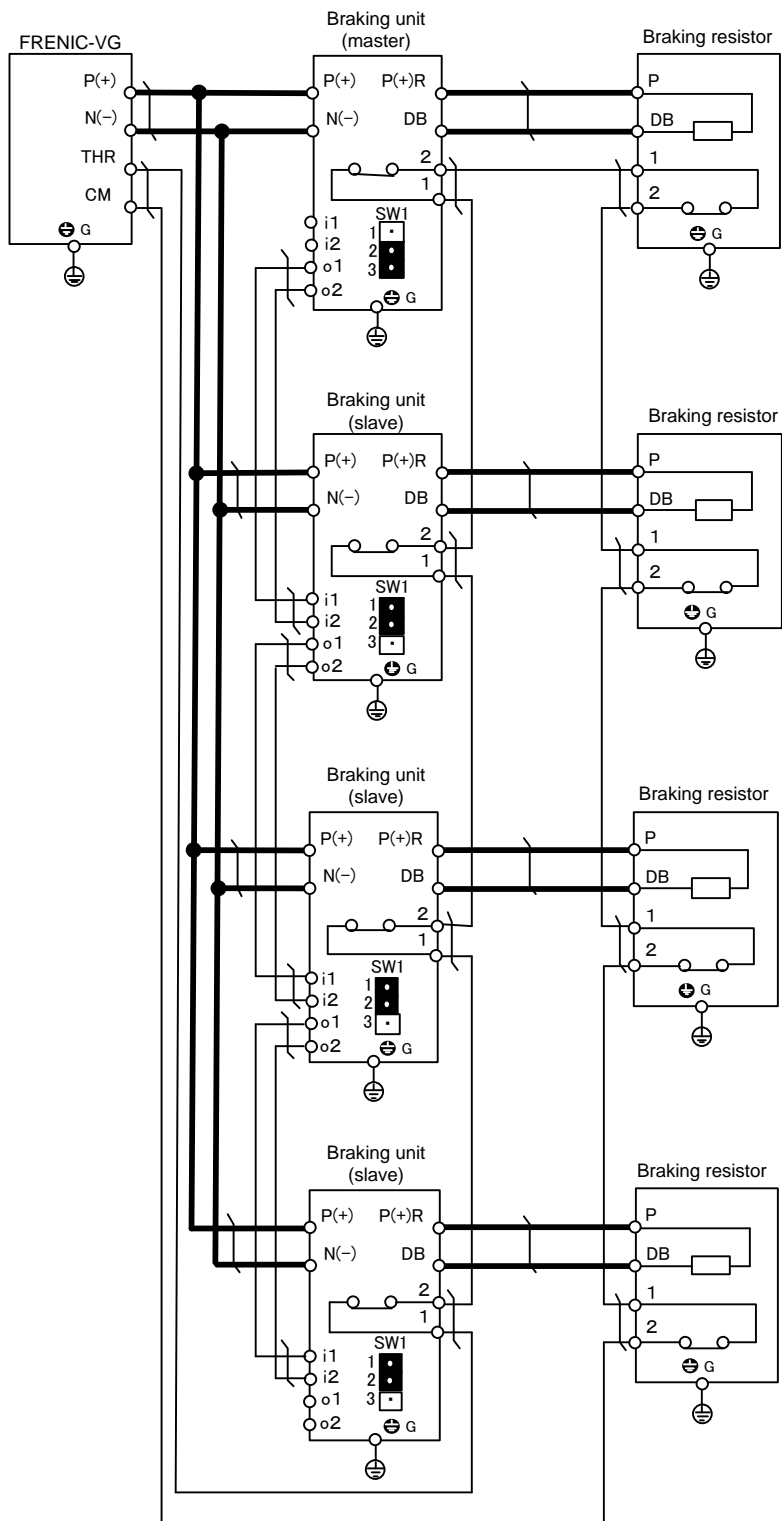 FRENIC-VG
P(+)
N(−)
THR
CM
G
Braking unit
(master)
P(+) P(+)R
N(−) DB
2
1
i1
i2
o1
o2
SW1
1
2
3
G
Braking resistor
P
DB
1
2
G
Braking unit
(slave)
P(+) P(+)R
N(−) DB
2
1
SW1
i1
i2
o1
o2
1
2
3
G
Braking resistor
P
DB
1
2
G
Braking unit
(slave)
P(+) P(+)R
N(−) DB
2
1
SW1
i1
i2
o1
o2
1
2
3
G
Braking resistor
P
DB
1
2
G
Braking unit
(slave)
P(+) P(+)R
N(−) DB
2
1
SW1
i1
i2
o1
o2
1
2
3
G
Braking resistor
P
DB
1
2
G